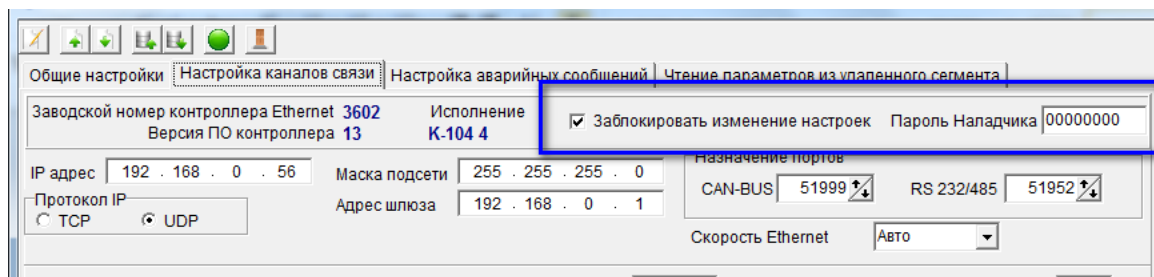 Общие настройки Настройка каналов связи Настройка аварийных сообщений Чтение параметров из удаленного сегмента
Заводской номер контроллера Ethernet 3602 Исполнение
Версия ПО контроллера 13 К-104 4
Заблокировать изменение настроек Пароль Наладчика 00000000
IP адрес 192 . 168 . 0 . 56 Маска подсети 255 . 255 . 255 . 0
Назначение портов
CAN-BUS 51999 RS 232/485 51952
Протокол IP
TCP UDP
Адрес шлюза 192 . 168 . 0 . 1
Скорость Ethernet Авто